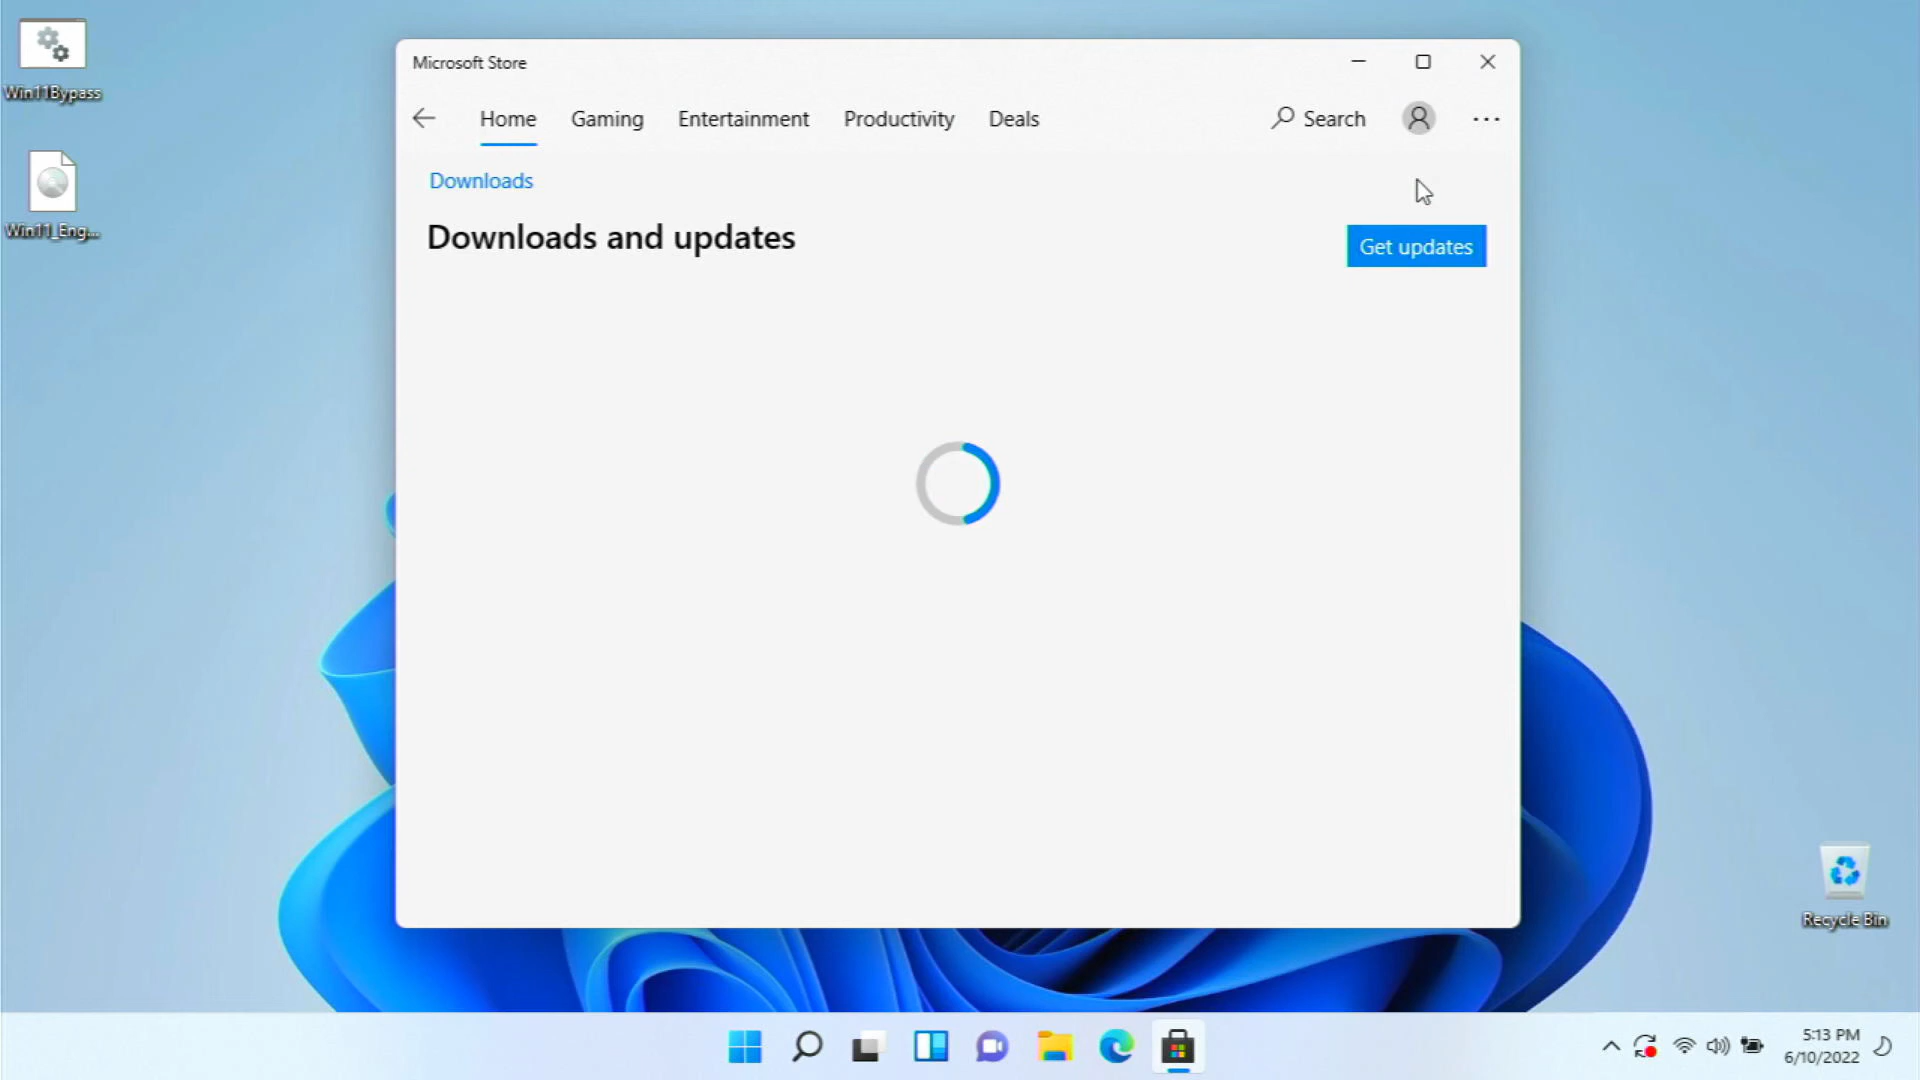 Win11Bypass
Win11_Eng...
Microsoft Store
Home
Gaming
Entertainment
Productivity
Deals
Search
Downloads
Downloads and updates
Get updates
Recycle Bin
5:13 PM
6/10/2022